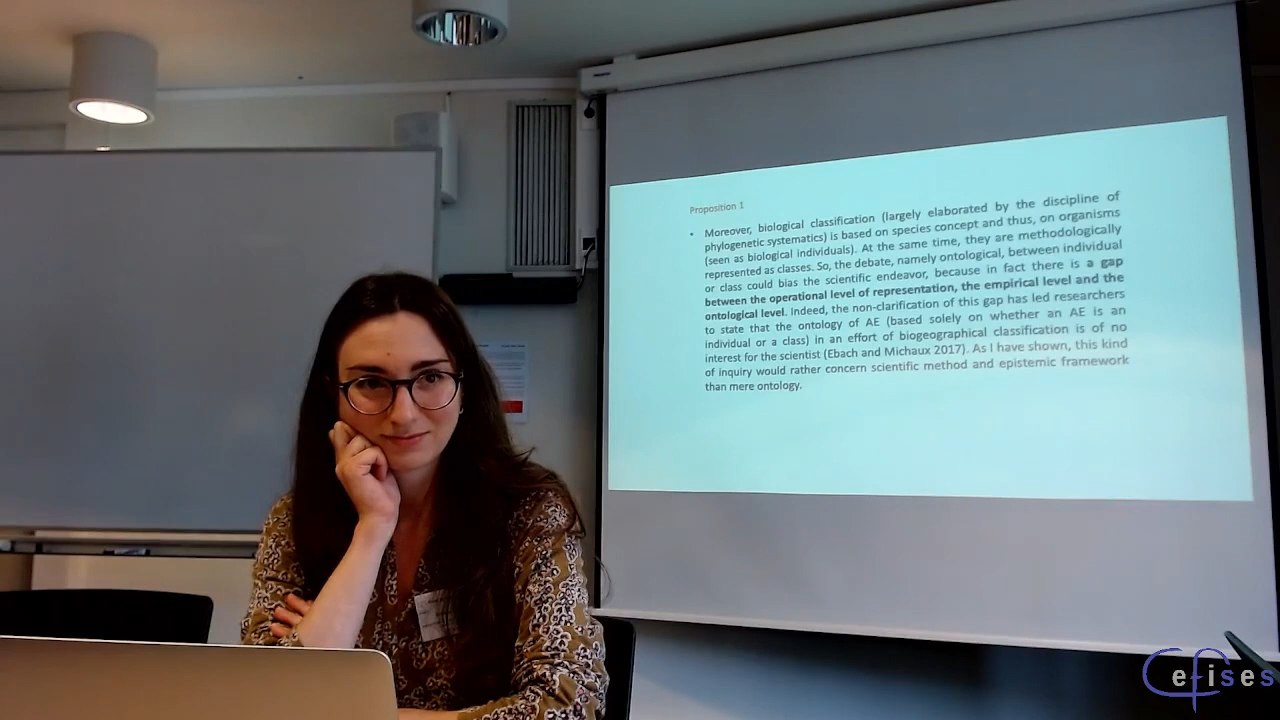 Proposition 1
• Moreover, biological classification (largely elaborated by the discipline of
phylogenetic systematics) is based on species concept and thus, on organisms
(seen as biological individuals). At the same time, they are methodologically
represented as classes. So, the debate, namely ontological, between individual
or class could bias the scientific endeavor, because in fact there is a gap
between the operational level of representation, the empirical level and the
ontological level. Indeed, the non-clarification of this gap has led researchers
to state that the ontology of AE (based solely on whether an AE is an
individual or a class) in an effort of biogeographical classification is of no
interest for the scientist (Ebach and Michaux 2017). As I have shown, this kind
of inquiry would rather concern scientific method and epistemic framework
than mere ontology.
Cefises